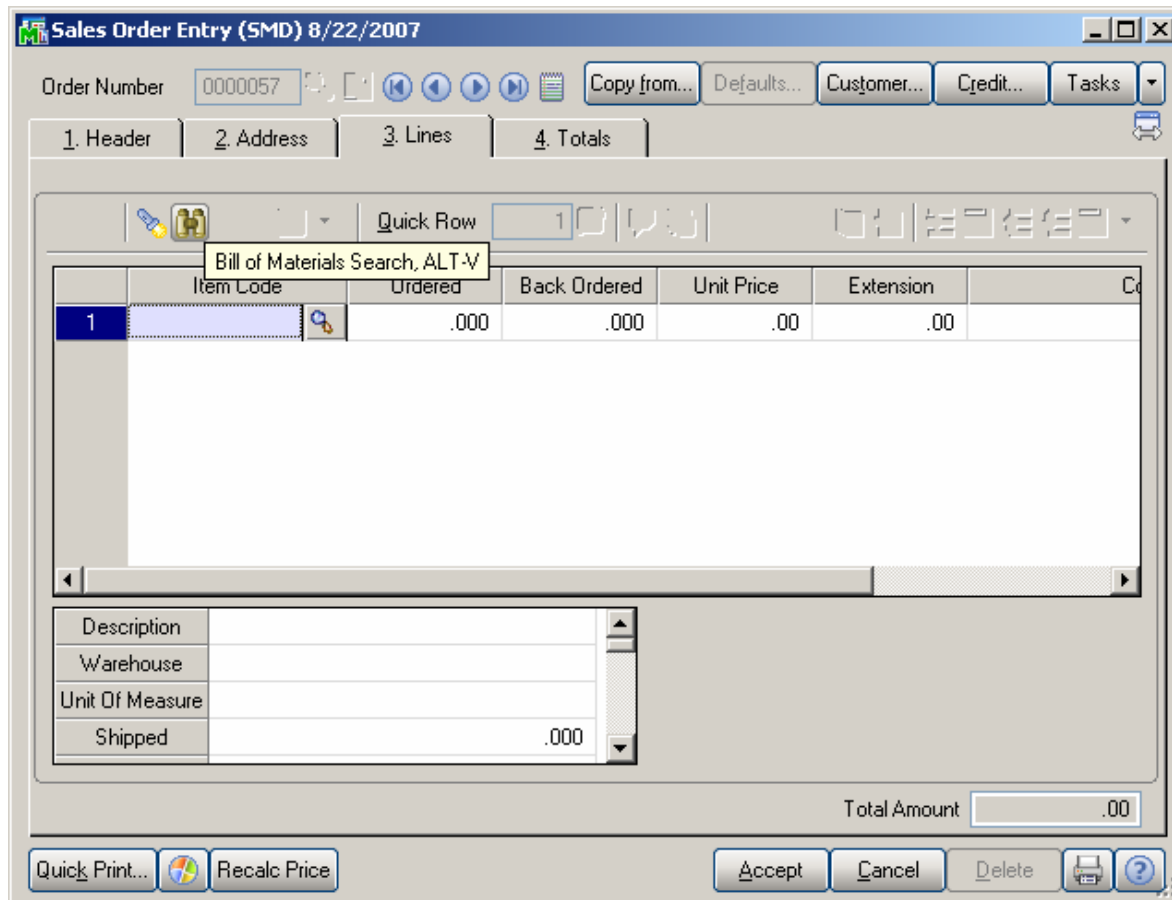 Sales Order Entry (SMD) 8/22/2007
Order Number 0000057 Copy from... Defaults... Customer... Credit... Tasks
1. Header 2. Address 3. Lines 4. Totals
Quick Row 1
Bill of Materials Search, ALT-V
Item Code Ordered Back Ordered Unit Price Extension
1 .000 .000 .00 .00
Description
Warehouse
Unit Of Measure
Shipped .000
Total Amount .00
Quick Print... Recalc Price Accept Cancel Delete